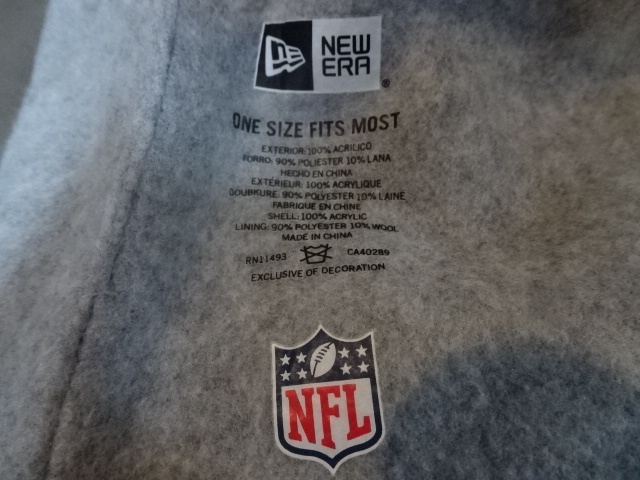 NEW
ERA
®
ONE SIZE FITS MOST
EXTERIOR: 100% ACRILICO
FORRO: 90% POLIESTER 10% LANA
HECHO EN CHINA
EXTÉRIEUR: 100% ACRYLIQUE
DOUBKURE: 90% POLYESTER 10% LAINE
FABRIQUE EN CHINE
SHELL: 100% ACRYLIC
LINING: 90% POLYESTER 10% WOOL
MADE IN CHINA
RN11493 CA40289
EXCLUSIVE OF DECORATION
NFL